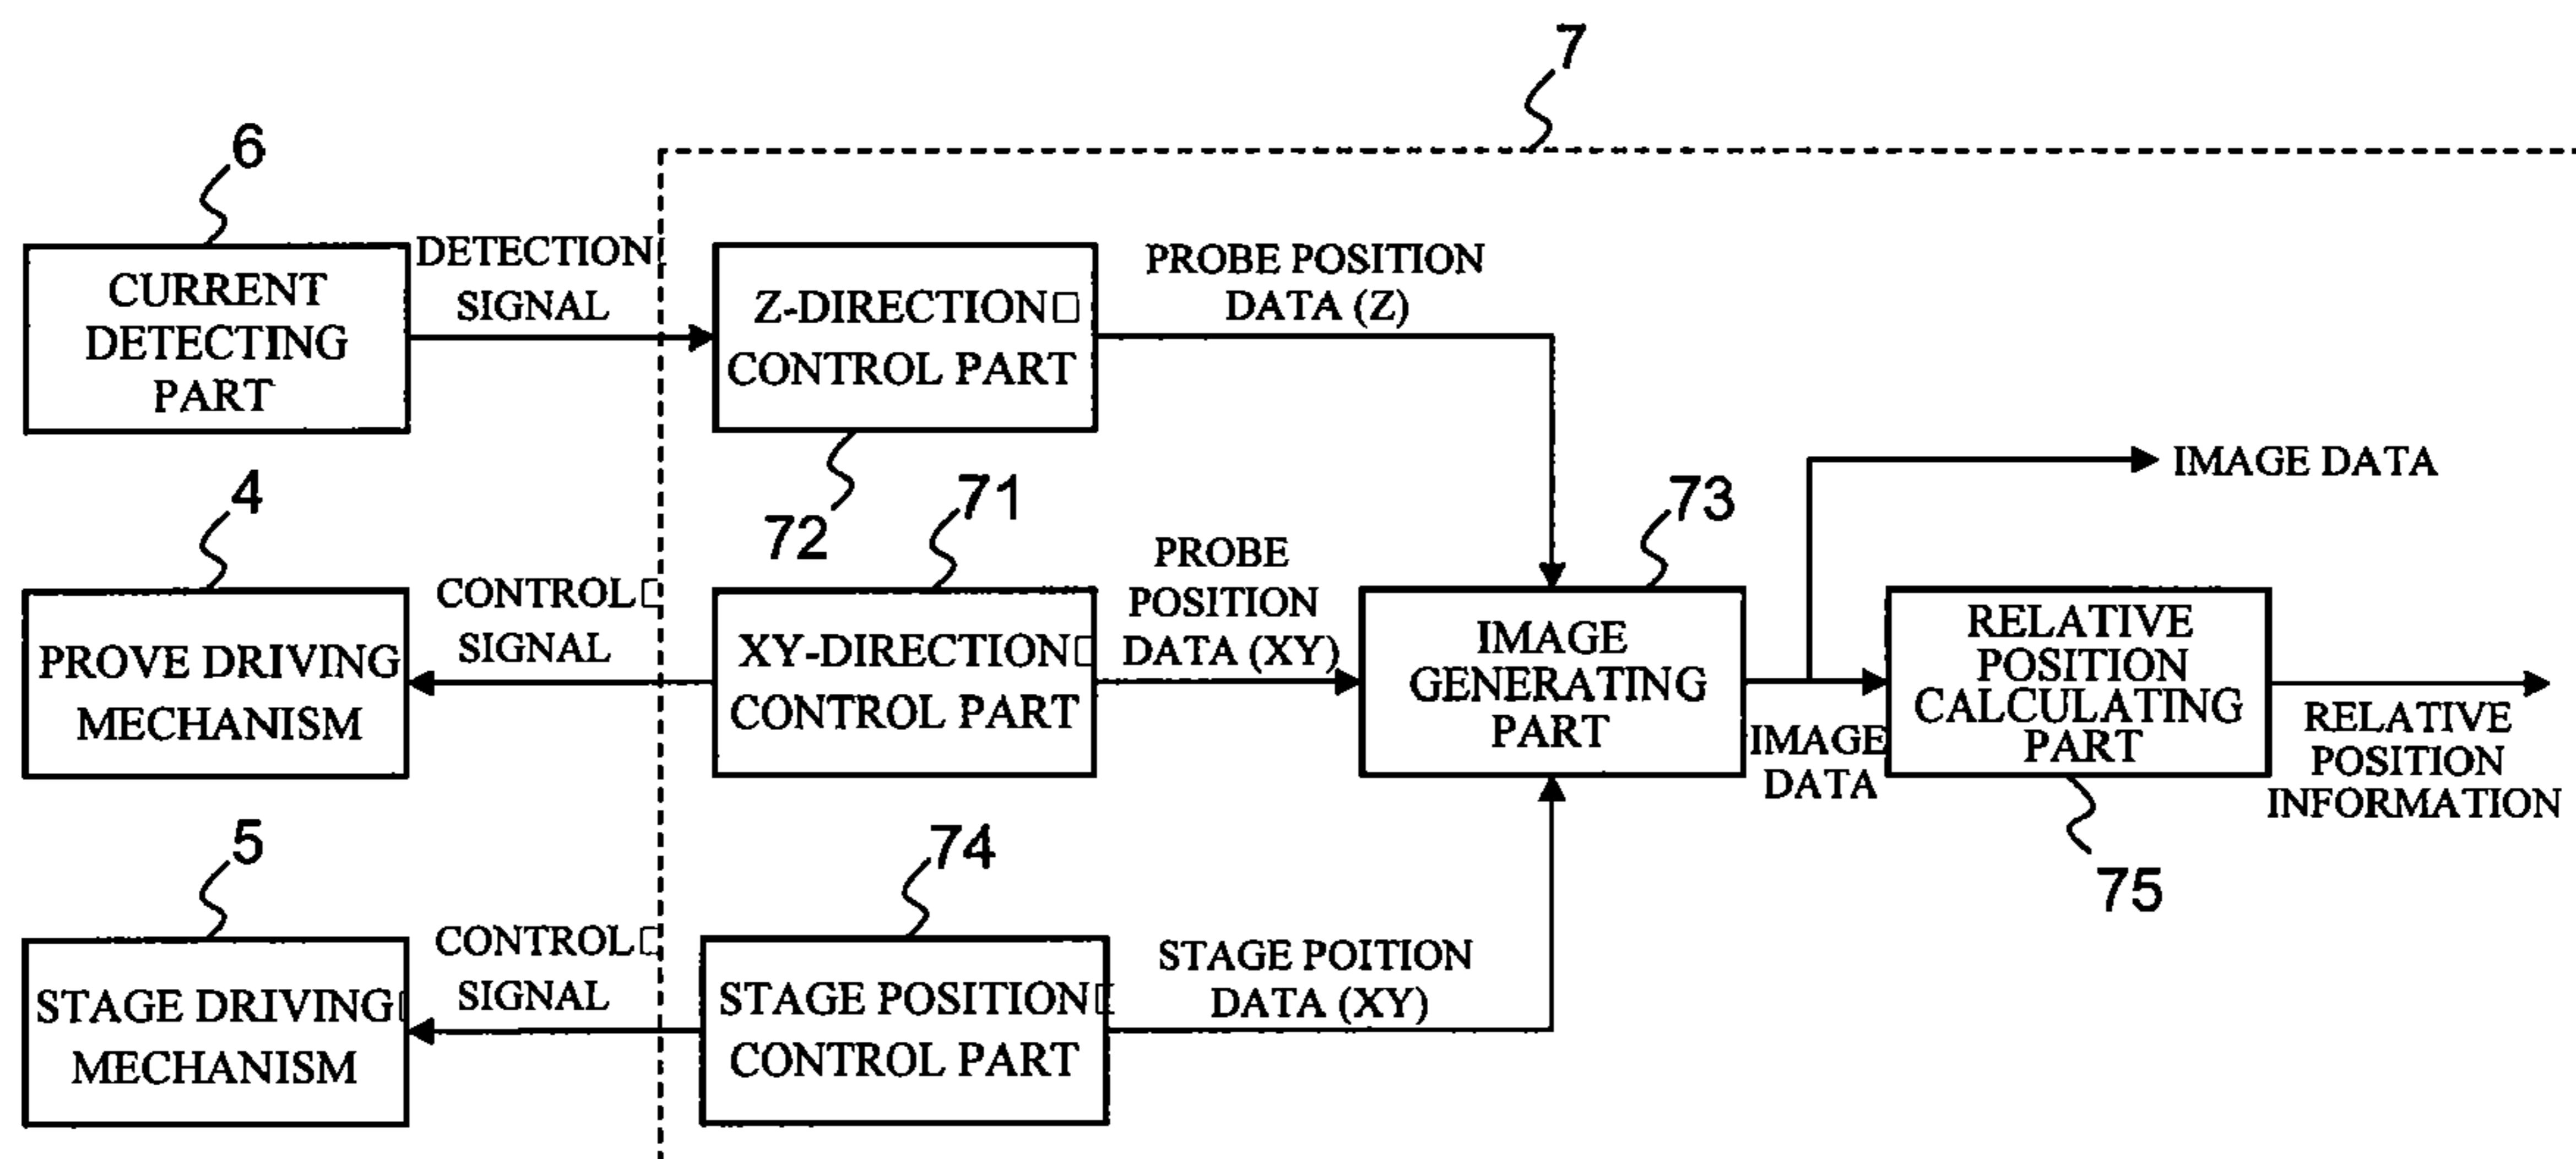 7
6
CURRENT
DETECTING
PART
DETECTION
SIGNAL
Z-DIRECTION
CONTROL PART
72
PROBE POSITION
DATA (Z)
IMAGE DATA
4
PROVE DRIVING
MECHANISM
CONTROL
SIGNAL
71
XY-DIRECTION
CONTROL PART
PROBE
POSITION
DATA (XY)
73
IMAGE
GENERATING
PART
IMAGE
DATA
RELATIVE
POSITION
CALCULATING
PART
75
RELATIVE
POSITION
INFORMATION
5
STAGE DRIVING
MECHANISM
CONTROL
SIGNAL
74
STAGE POSITION
CONTROL PART
STAGE POITION
DATA (XY)